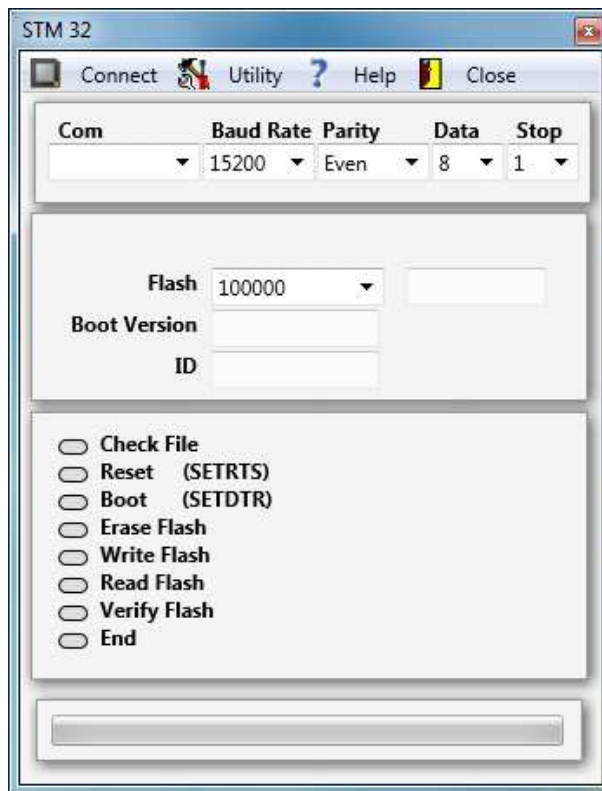 STM 32
Connect Utility Help Close
Com Baud Rate Parity Data Stop
15200 Even 8 1
Flash 100000
Boot Version
ID
Check File
Reset (SETRTS)
Boot (SETDTR)
Erase Flash
Write Flash
Read Flash
Verify Flash
End